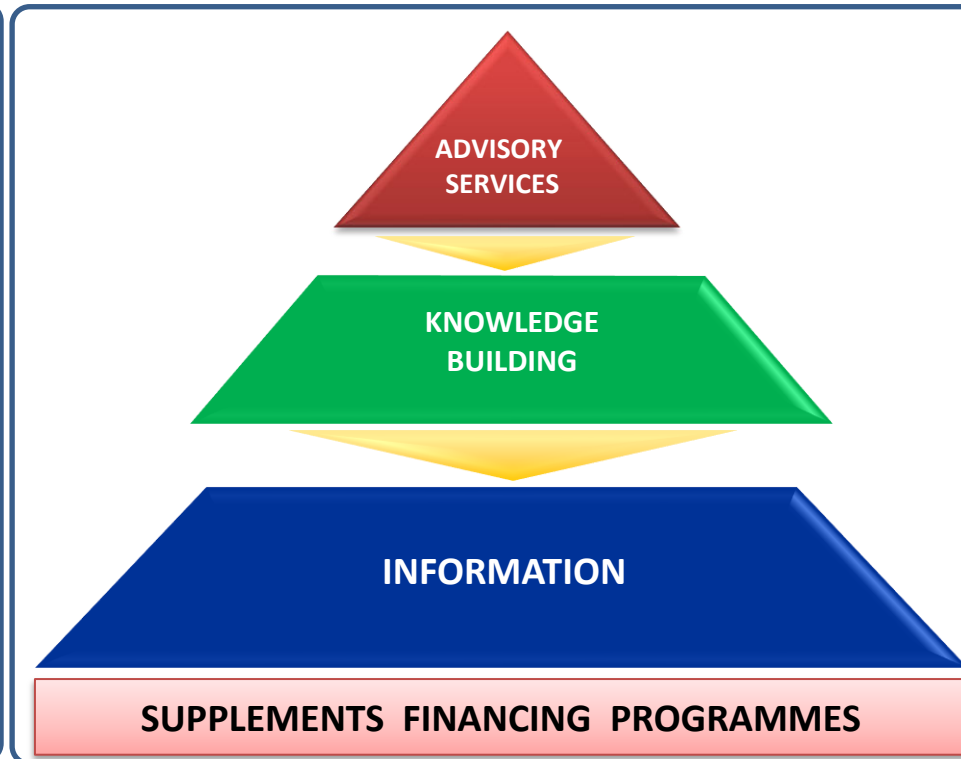 ADVISORY
SERVICES
KNOWLEDGE
BUILDING
INFORMATION
SUPPLEMENTS FINANCING PROGRAMMES